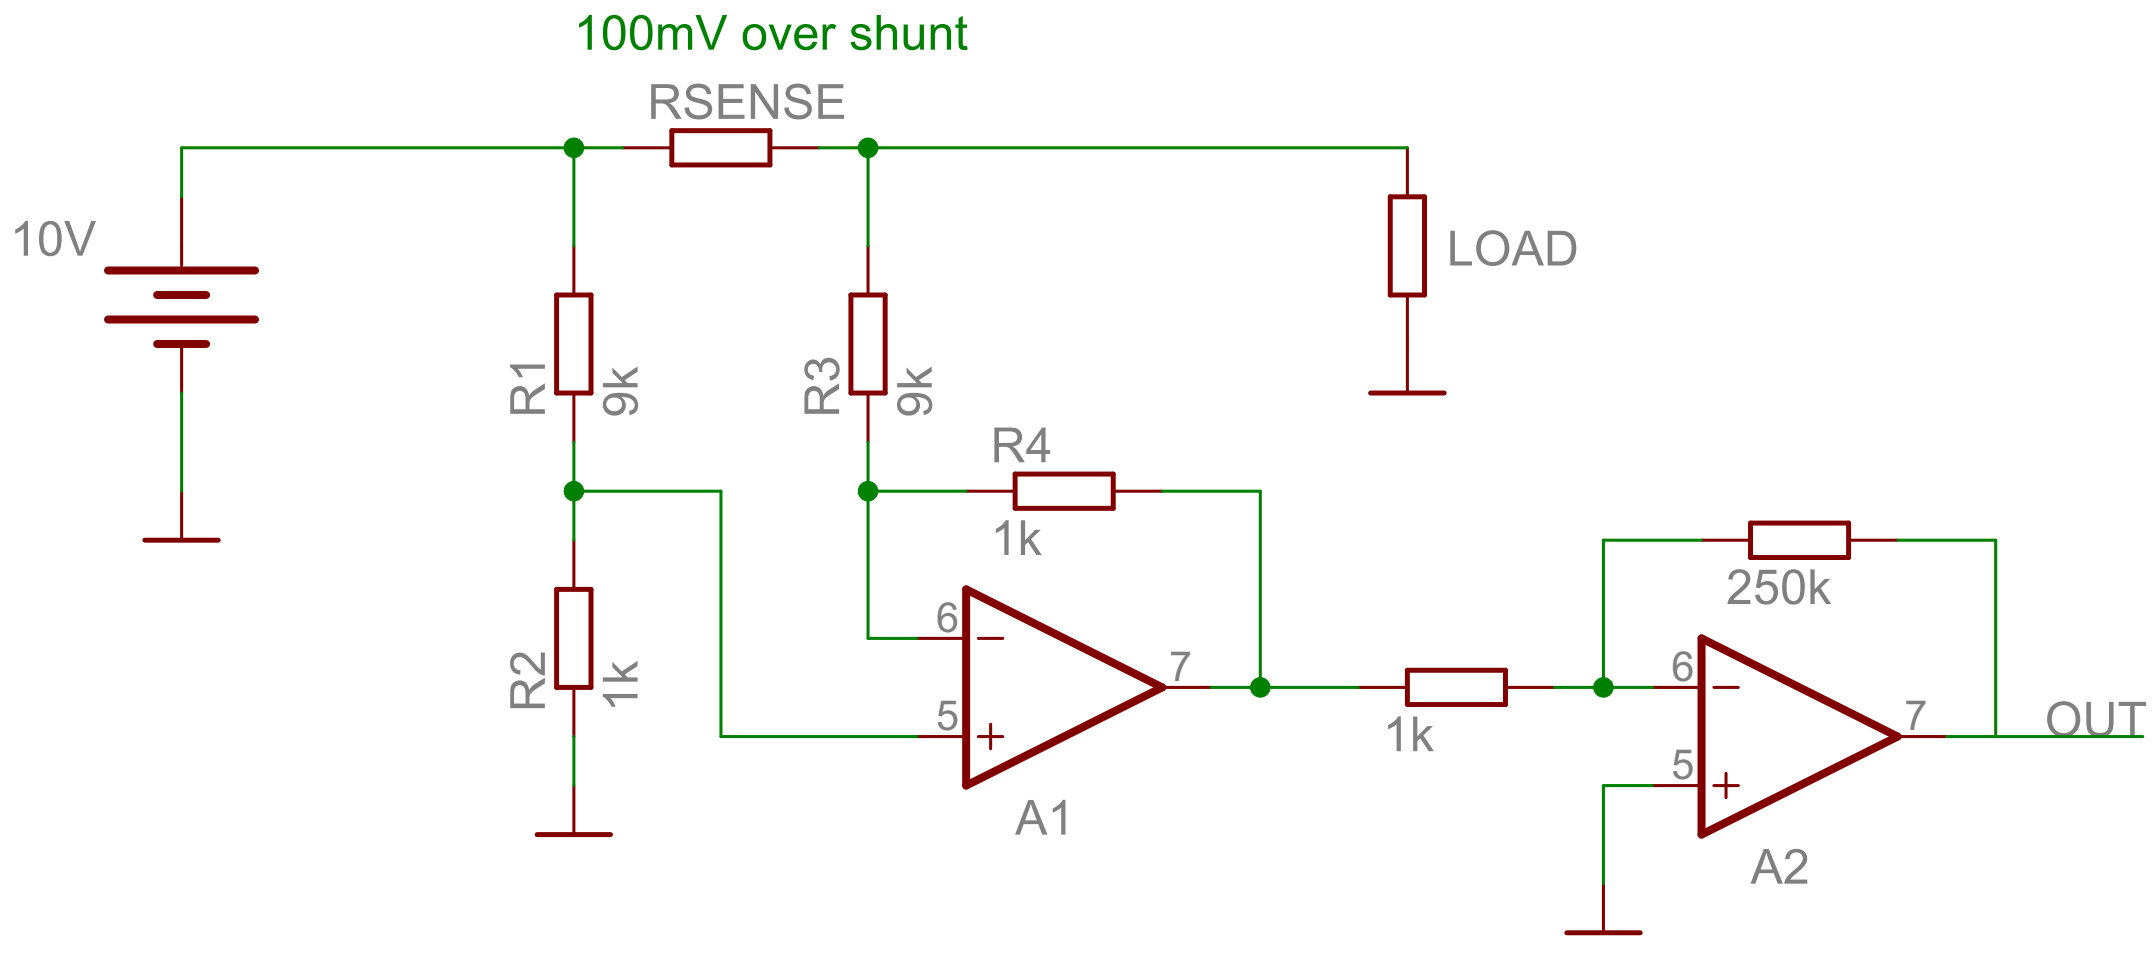 100mV over shunt
RSENSE
10V
LOAD
R1
9k
R3
9k
R4
1k
R2
1k
6
5
7
A1
1k
250k
6
5
7
A2
OUT